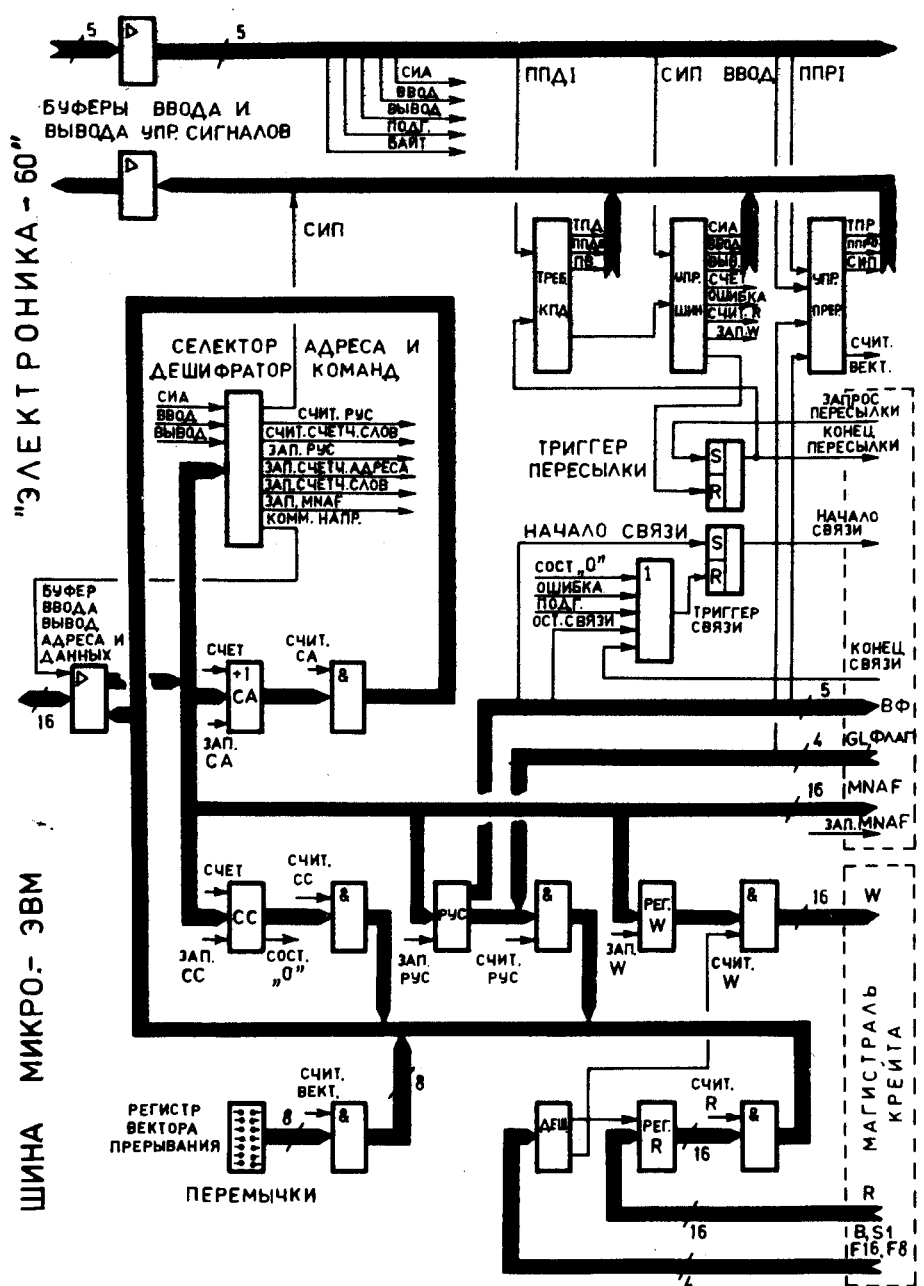 5
5
СИА
ВВОД
ВЫВОД
ПОДГ.
БАЙТ
ППДI
СИП
ВВОД
ППРI
БУФЕРЫ ВВОДА И
ВЫВОДА УПР. СИГНАЛОВ
"ЭЛЕКТРОНИКА-60"
СИП
ТРЕБ.
КПД
ТПД
ППД0
ПВ
УПР.
ШИН
СИА
ВВОД
ВЫВ.
СЧЕТ
ОШИБКА
СЧИТ. R
ЗАП.W
УПР.
ПРЕР.
ТПР
ППР0
СИП
СЧИТ.
ВЕКТ.
СЕЛЕКТОР АДРЕСА И
ДЕШИФРАТОР КОМАНД
СИА
ВВОД
ВЫВОД
СЧИТ. РУС
СЧИТ.СЧЕТЧ.СЛОВ
ЗАП. РУС
ЗАП.СЧЕТЧ.АДРЕСА
ЗАП.СЧЕТЧ.СЛОВ
ЗАП. MNAF
КОММ. НАПР.
ЗАПРОС
ПЕРЕСЫЛКИ
КОНЕЦ
ПЕРЕСЫЛКИ
ТРИГГЕР
ПЕРЕСЫЛКИ
S
R
НАЧАЛО СВЯЗИ
S
R
НАЧАЛО
СВЯЗИ
СОСТ „0"
ОШИБКА
ПОДГ.
ОСТ.СВЯЗИ
1
ТРИГГЕР
СВЯЗИ
КОНЕЦ
СВЯЗИ
БУФЕР
ВВОДА
ВЫВОД
АДРЕСА И
ДАННЫХ
16
СЧЕТ
+1
СА
ЗАП.
СА
СЧИТ.
СА
&
5
ВФ
4
GL,ФЛАГ
16
MNAF
ЗАП.MNAF
СЧЕТ
СС
ЗАП.
СС
СОСТ.
„0"
СЧИТ.
СС
&
РУС
ЗАП.
РУС
&
СЧИТ.
РУС
РЕГ.
W
ЗАП.
W
&
СЧИТ.
W
16
W
МАГИСТРАЛЬ
КРЕЙТА
ШИНА МИКРО.- ЭВМ
РЕГИСТР
ВЕКТОРА
ПРЕРЫВАНИЯ
8
СЧИТ.
ВЕКТ.
&
8
ПЕРЕМЫЧКИ
ДЕШ
РЕГ.
R
16
СЧИТ.
R
&
R
16
B,S1
F16,F8
4